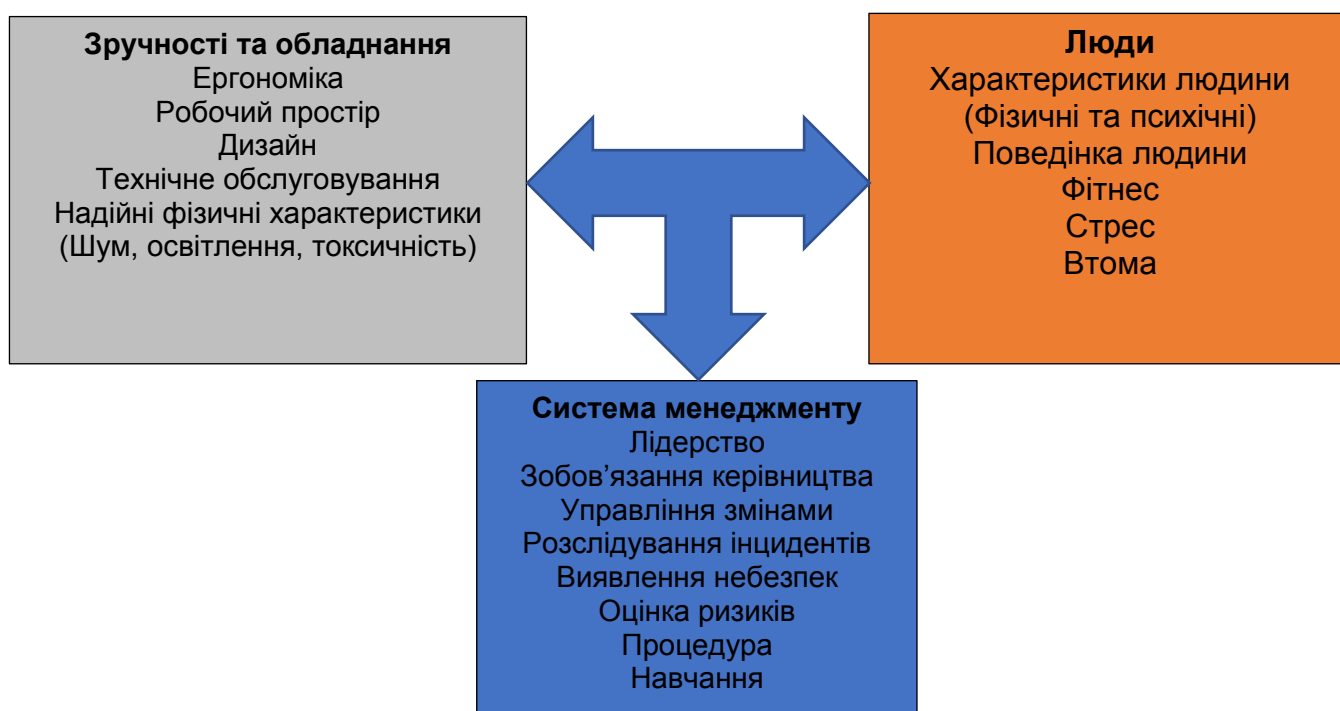 Зручності та обладнання
Ергономіка
Робочий простір
Дизайн
Технічне обслуговування
Надійні фізичні характеристики
(Шум, освітлення, токсичність)
Люди
Характеристики людини
(Фізичні та психічні)
Поведінка людини
Фітнес
Стрес
Втома
Система менеджменту
Лідерство
Зобов’язання керівництва
Управління змінами
Розслідування інцидентів
Виявлення небезпек
Оцінка ризиків
Процедура
Навчання